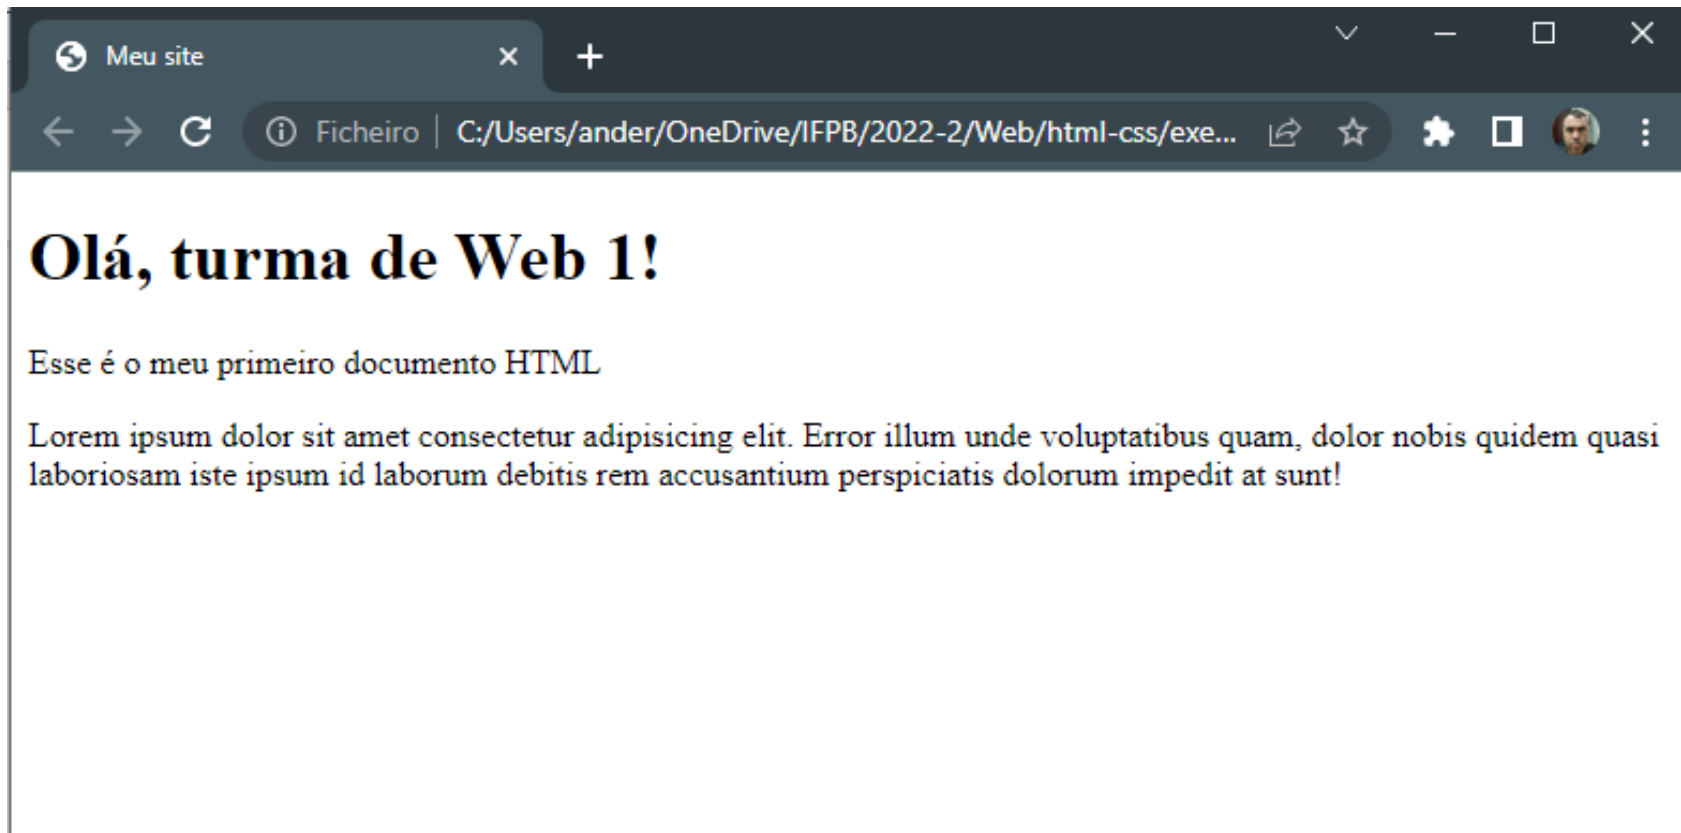 Meu site
Ficheiro C:/Users/ander/OneDrive/IFPB/2022-2/Web/html-css/exe...
Olá, turma de Web 1!
Esse é o meu primeiro documento HTML
Lorem ipsum dolor sit amet consectetur adipisicing elit. Error illum unde voluptatibus quam, dolor nobis quidem quasi
laboriosam iste ipsum id laborum debitis rem accusantium perspiciatis dolorum impedit at sunt!